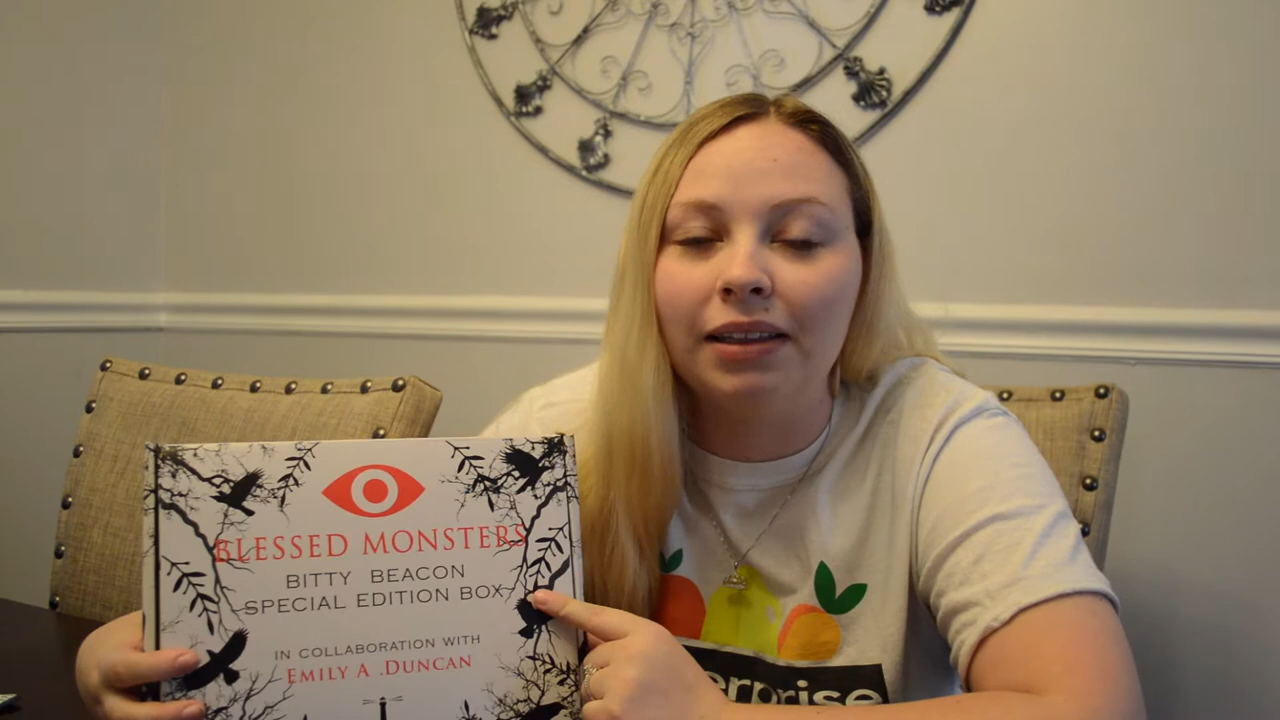 BLESSED MONSTERS
BITTY BEACON
SPECIAL EDITION BOX
IN COLLABORATION WITH
EMILY A .DUNCAN